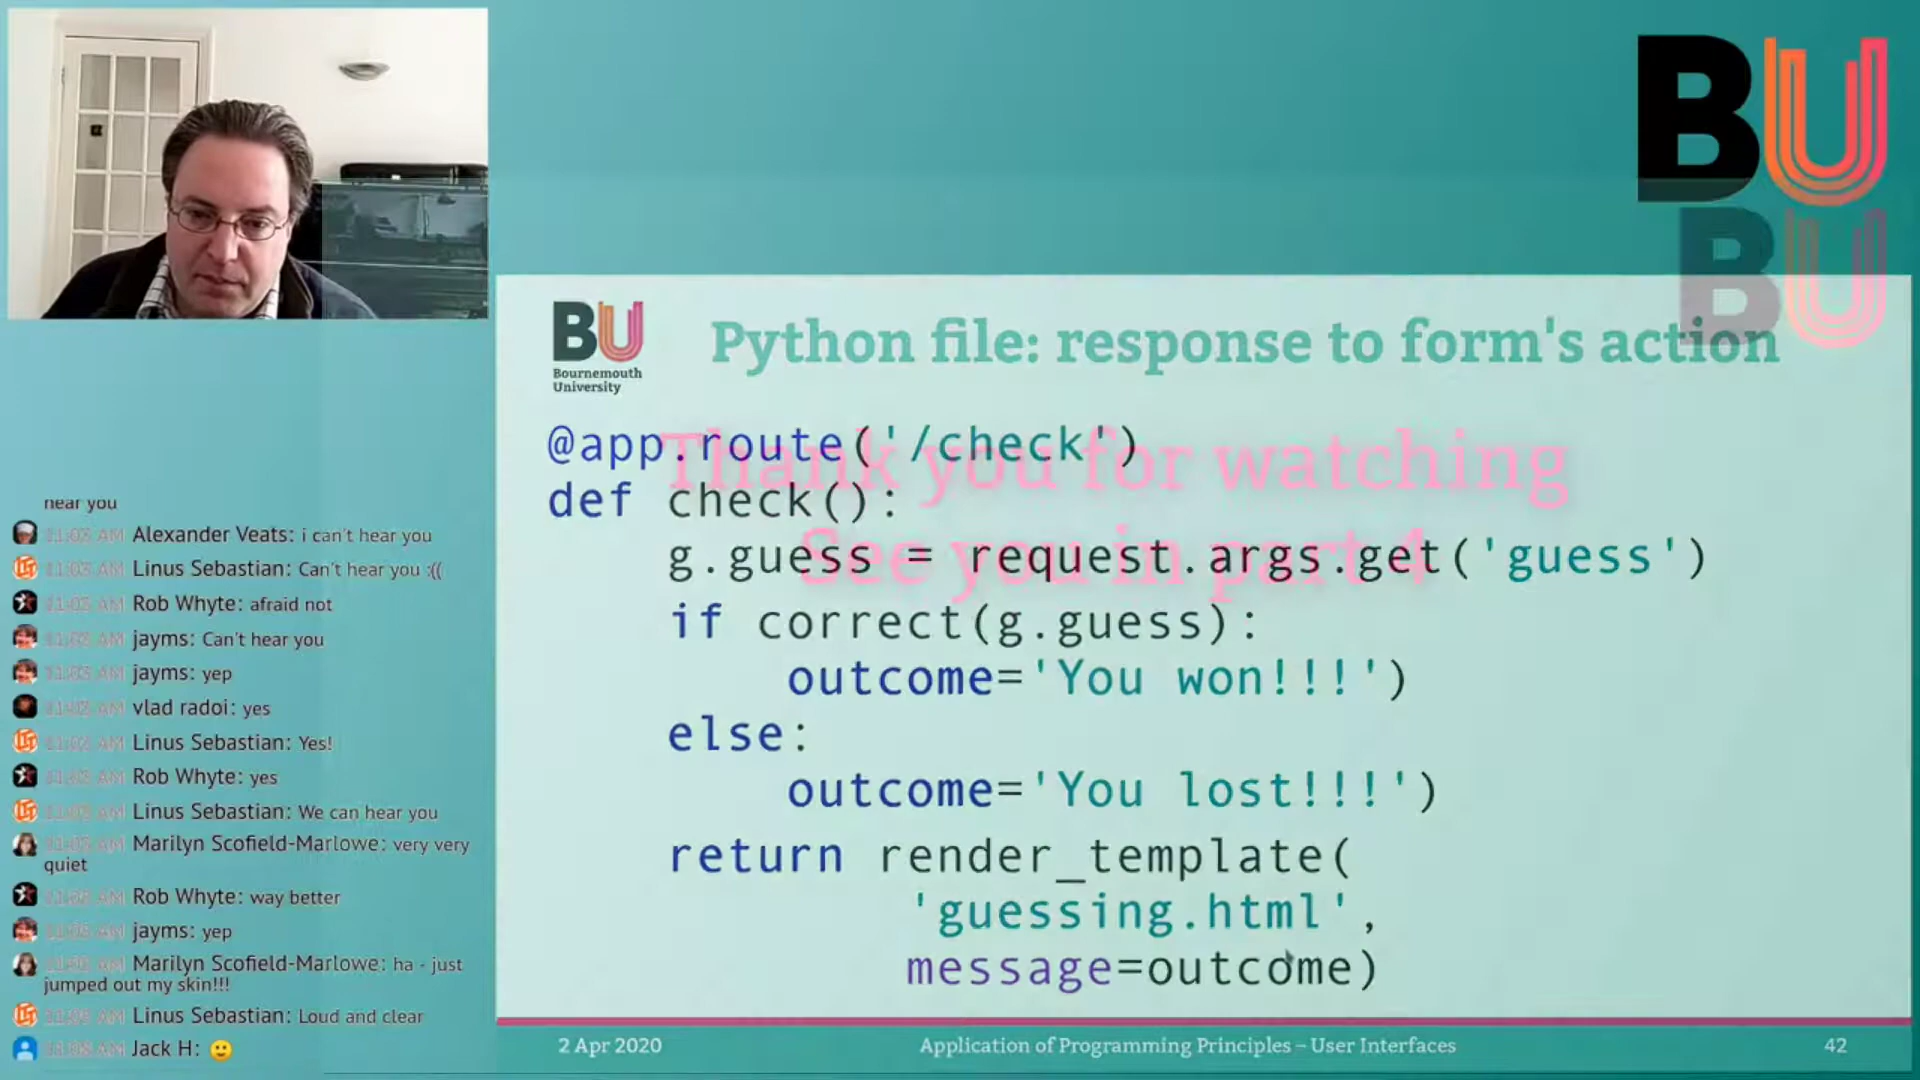 BU
BU
BU
Bournemouth
University
Python file: response to form's action
Thank you for watching
See you in part 4
@app.route('/check')
def check():
g.guess = request.args.get('guess')
if correct(g.guess):
outcome='You won!!!')
else:
outcome='You lost!!!')
return render_template(
'guessing.html',
message=outcome)
2 Apr 2020
Application of Programming Principles – User Interfaces
42
hear you
Alexander Veats: i can't hear you
Linus Sebastian: Can't hear you :((
Rob Whyte: afraid not
jayms: Can't hear you
jayms: yep
vlad radoi: yes
Linus Sebastian: Yes!
Rob Whyte: yes
Linus Sebastian: We can hear you
Marilyn Scofield-Marlowe: very very
quiet
Rob Whyte: way better
jayms: yep
Marilyn Scofield-Marlowe: ha - just
jumped out my skin!!!
Linus Sebastian: Loud and clear
Jack H: 🙂